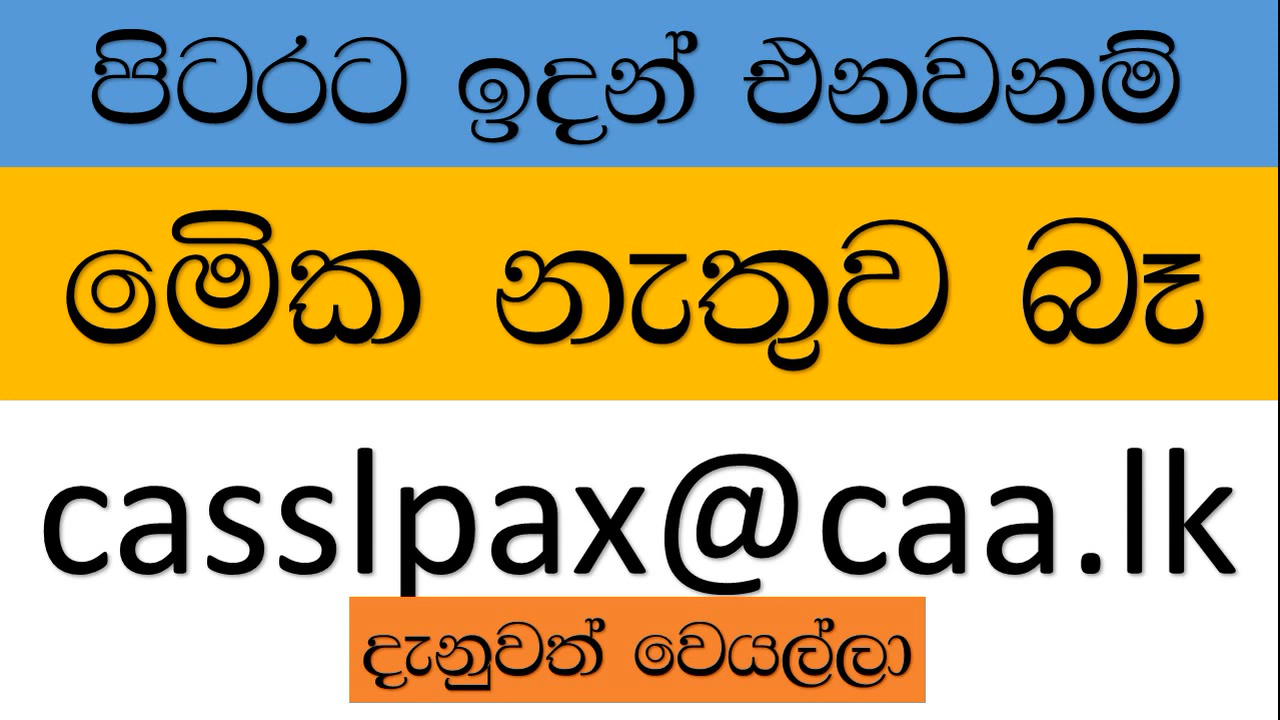 පිටරට ඉදන් එනවනම්
මේක නැතුව බෑ
casslpax@caa.lk
දැනුවත් වෙයල්ලා